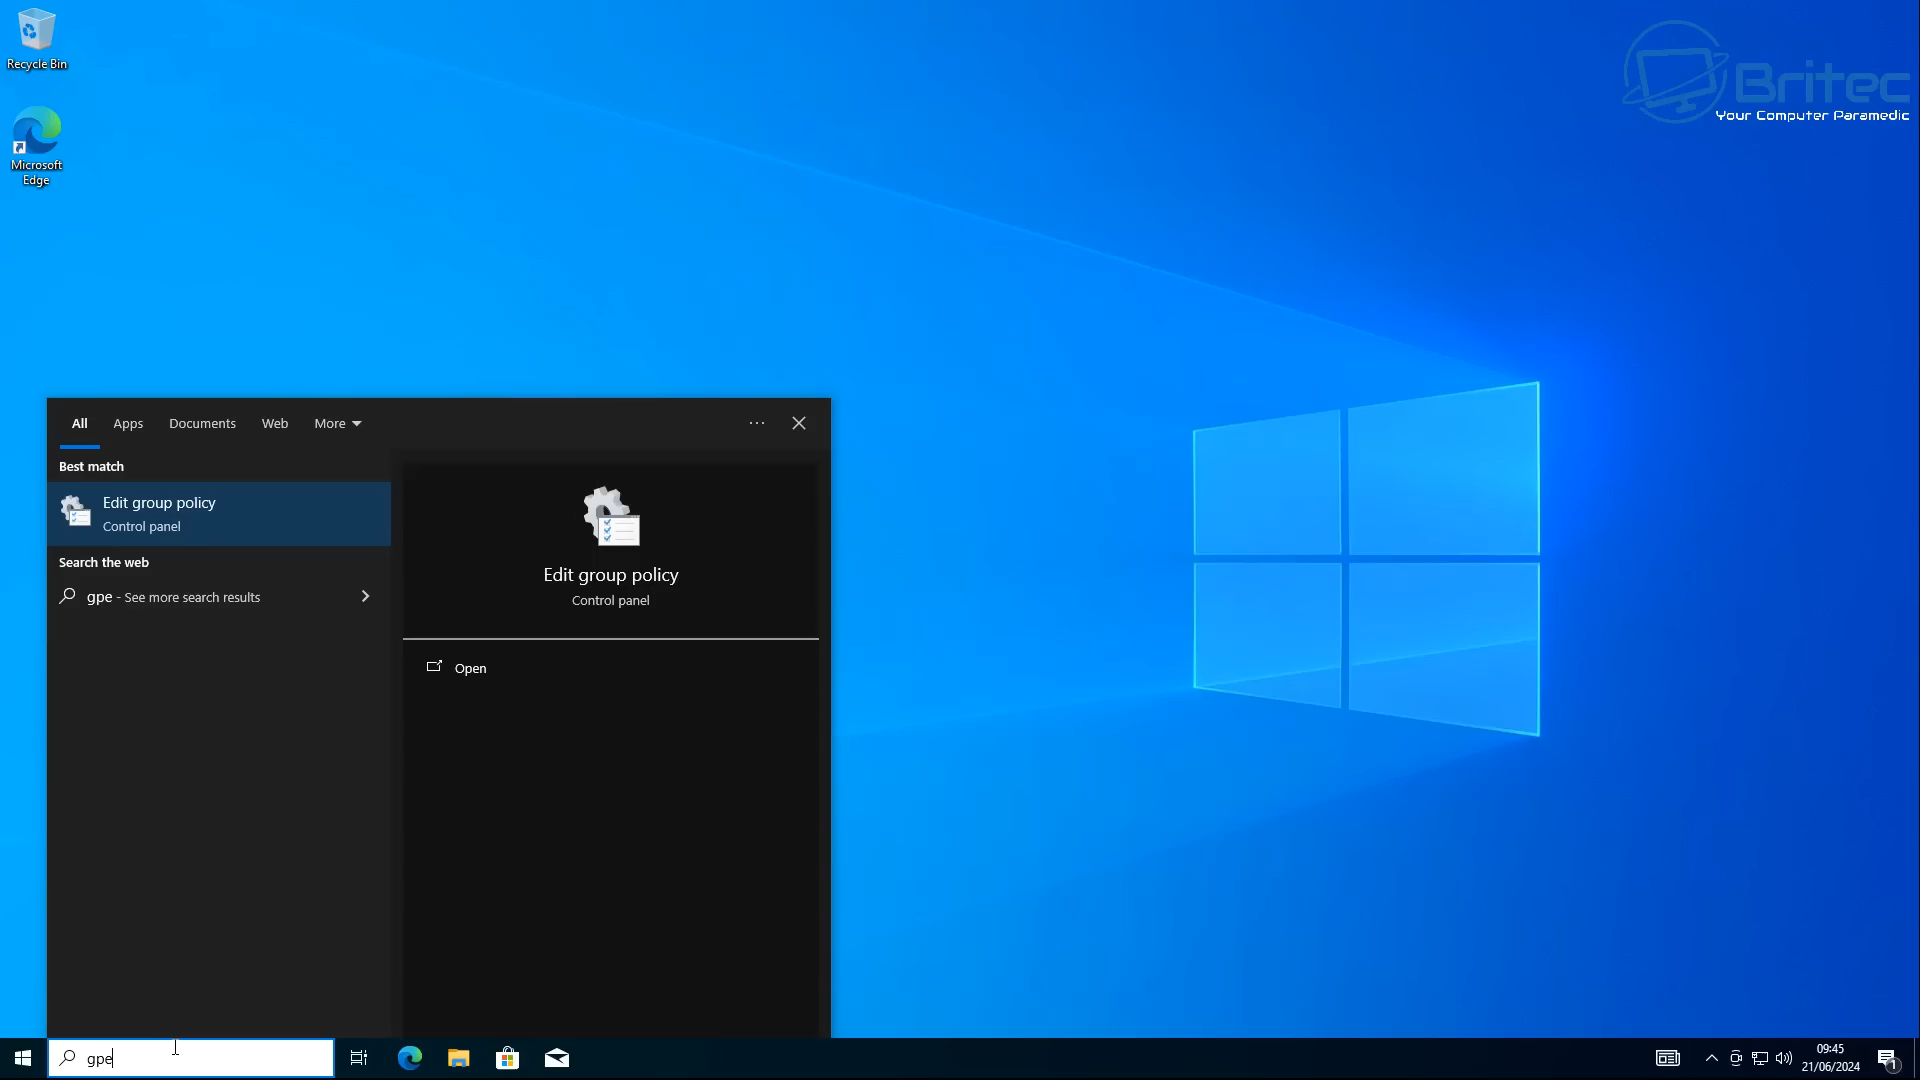 Recycle Bin
Microsoft
Edge
Britec
Your Computer Paramedic
All
Apps
Documents
Web
More
Best match
Edit group policy
Control panel
Search the web
gpe - See more search results
Edit group policy
Control panel
Open
gpe
09:45
21/06/2024
1